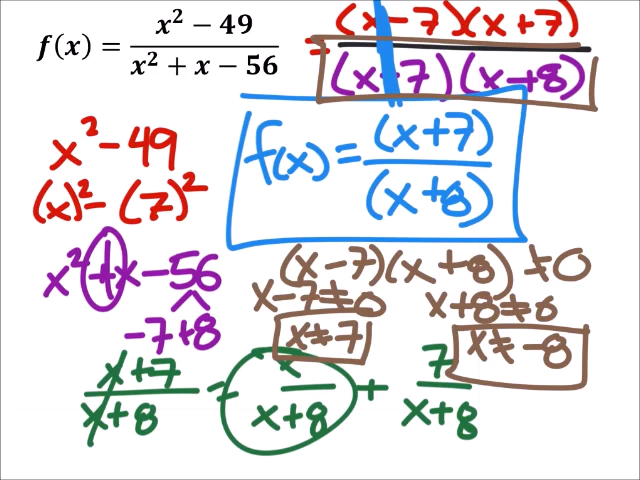 f(x) = (x² − 49)/(x² + x − 56) = (x−7)(x+7)/(x−7)(x+8)
x² − 49
(x)² − (7)²
f(x) = (x+7)/(x+8)
x² + x − 56
−7 +8
(x−7)(x+8) ≠ 0
x−7 ≠ 0 x+8 ≠ 0
x ≠ 7 x ≠ −8
x+7/x+8 = x/x+8 + 7/x+8